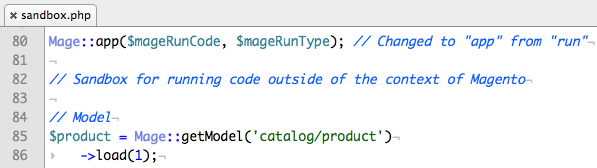 sandbox.php
80 Mage::app($mageRunCode, $mageRunType); // Changed to "app" from "run"¬
81 ¬
82 // Sandbox for running code outside of the context of Magento¬
83 ¬
84 // Model¬
85 $product = Mage::getModel('catalog/product')¬
86 ->load(1);¬